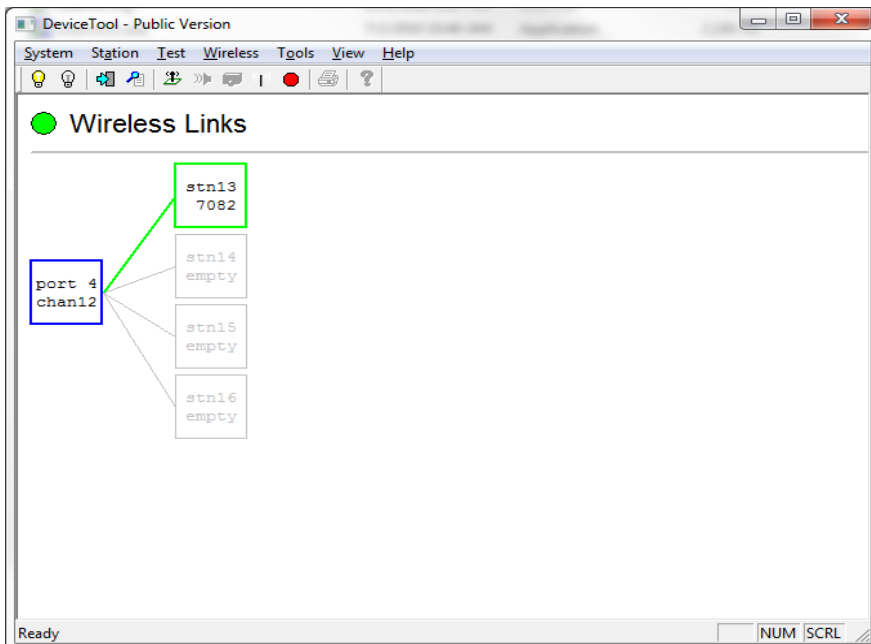 DeviceTool - Public Version
System Station Test Wireless Tools View Help
Wireless Links
stn13
7082
stn14
empty
port 4
chan12
stn15
empty
stn16
empty
Ready
NUM SCRL